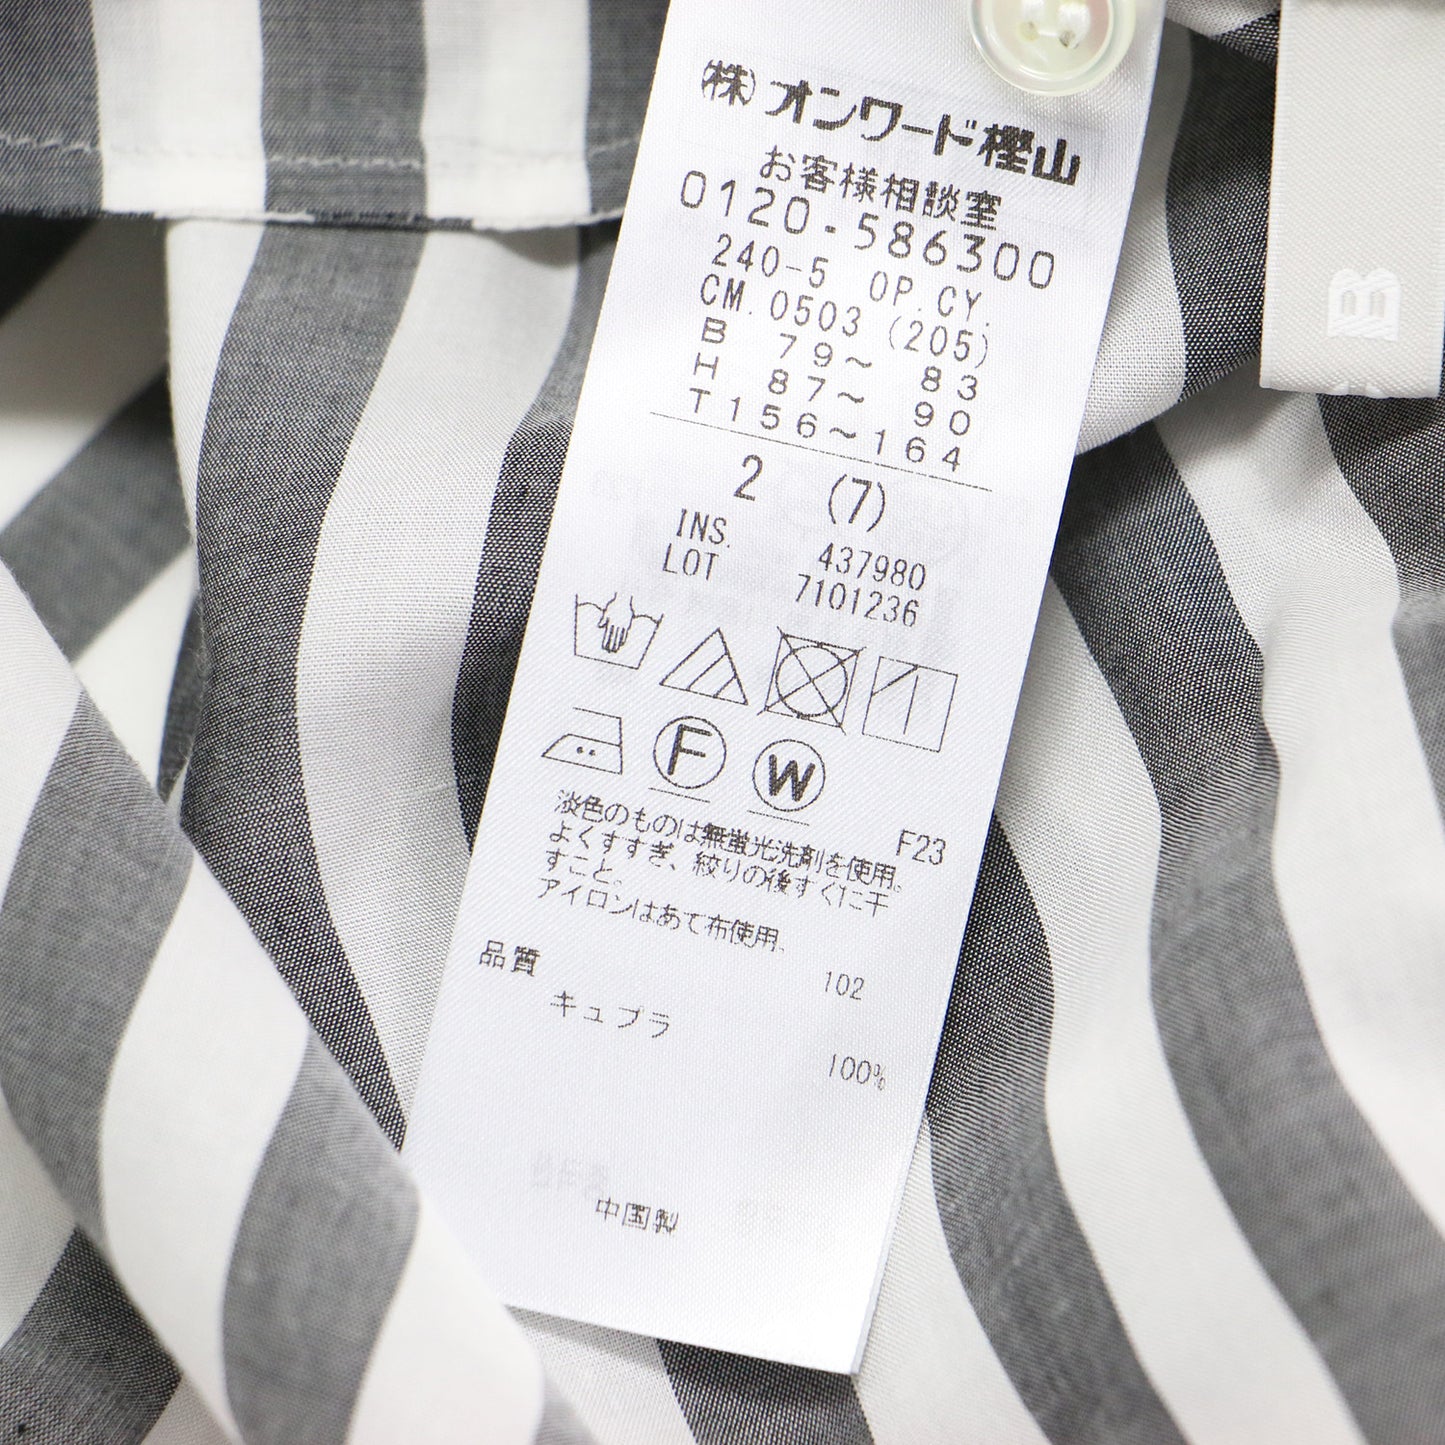 (株)オンワード樫山
お客様相談室
0120-586300
240-5 OP.CY.
CM.0503 (205)
B 79～ 83
H 87～ 90
T156～164
2 (7)
INS. 437980
LOT 7101236
F
W
F23
淡色のものは無蛍光洗剤を使用。
よくすすぎ、絞りの後すぐに干
すこと。
アイロンはあて布使用。
102
品質
キュプラ
100%
中国製
B